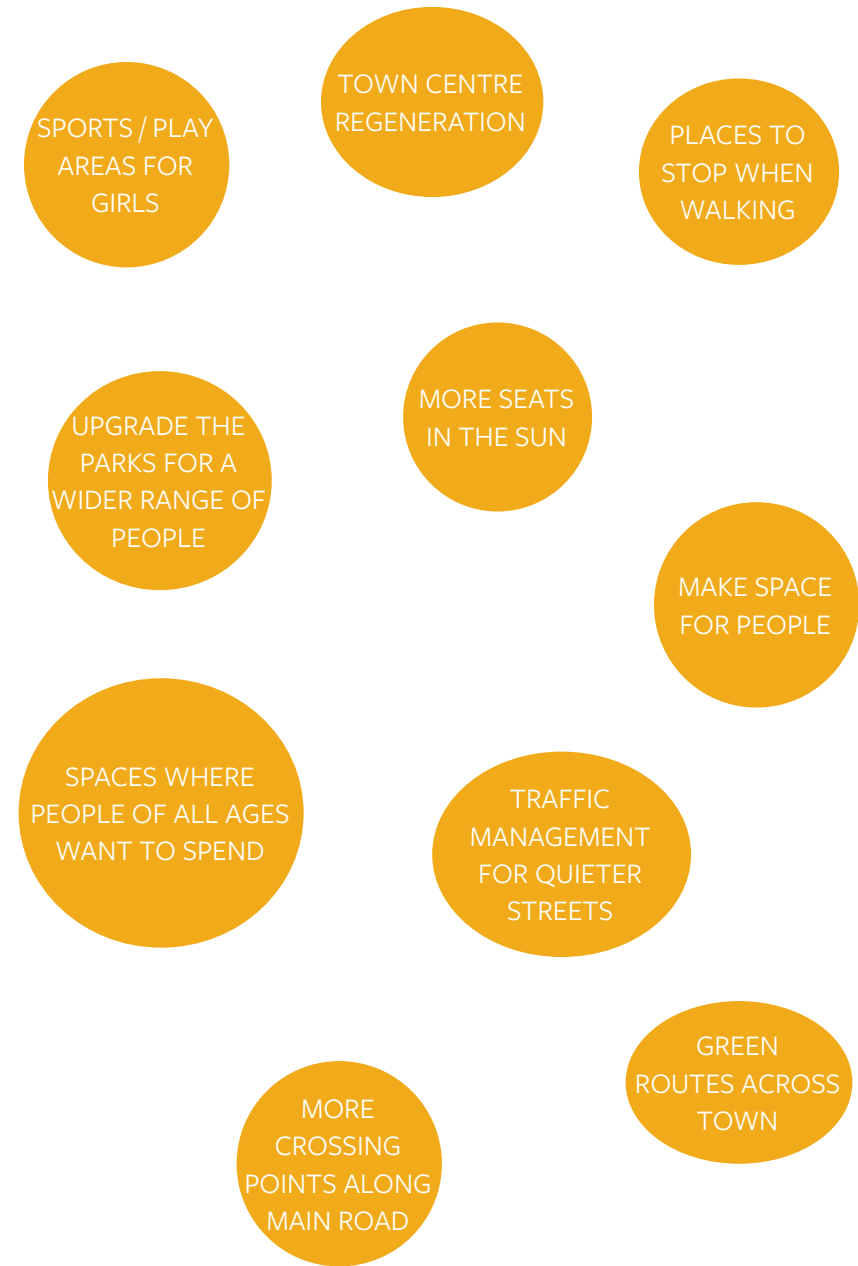 TOWN CENTRE
REGENERATION
SPORTS / PLAY
AREAS FOR
GIRLS
PLACES TO
STOP WHEN
WALKING
MORE SEATS
IN THE SUN
UPGRADE THE
PARKS FOR A
WIDER RANGE OF
PEOPLE
MAKE SPACE
FOR PEOPLE
SPACES WHERE
PEOPLE OF ALL AGES
WANT TO SPEND
TRAFFIC
MANAGEMENT
FOR QUIETER
STREETS
GREEN
ROUTES ACROSS
TOWN
MORE
CROSSING
POINTS ALONG
MAIN ROAD